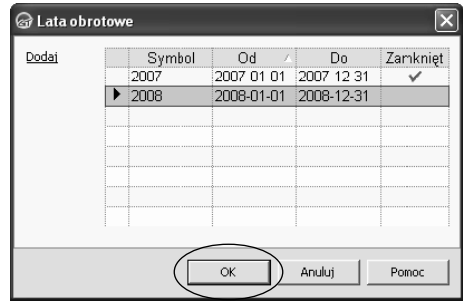 Lata obrotowe
Dodaj
Symbol Od Do Zamknięt
2007 2007 01 01 2007 12 31
2008 2008-01-01 2008-12-31
OK Anuluj Pomoc